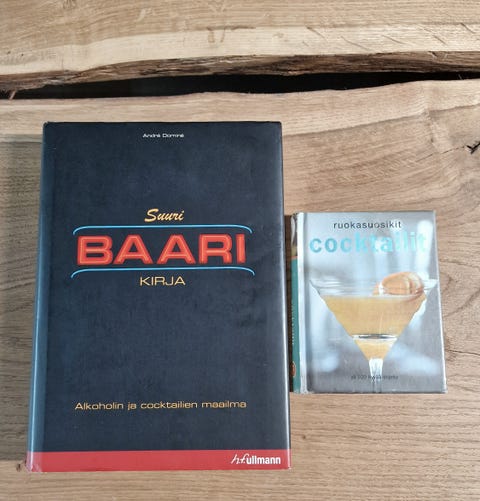 André Dominé
Suuri
BAARI
KIRJA
Alkoholin ja cocktailien maailma
h.f.ullmann
ruokasuosikit
cocktailit